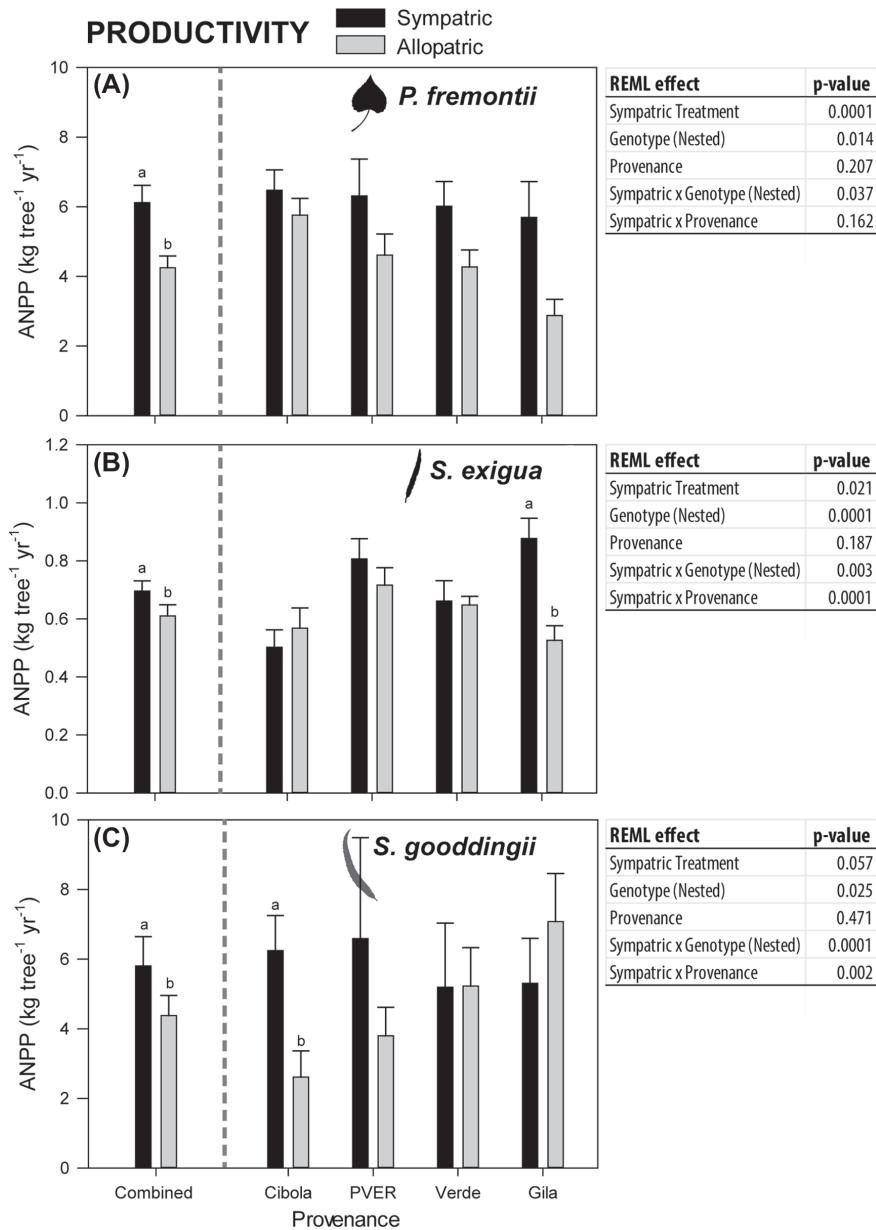 PRODUCTIVITY
Sympatric
Allopatric
(A)
P. fremontii
ANPP (kg tree⁻¹ yr⁻¹)
10
8
6
4
2
0
a
b
REML effect p-value
Sympatric Treatment 0.0001
Genotype (Nested) 0.014
Provenance 0.207
Sympatric x Genotype (Nested) 0.037
Sympatric x Provenance 0.162
(B)
S. exigua
ANPP (kg tree⁻¹ yr⁻¹)
1.2
1.0
0.8
0.6
0.4
0.2
0.0
a
b
a
b
REML effect p-value
Sympatric Treatment 0.021
Genotype (Nested) 0.0001
Provenance 0.187
Sympatric x Genotype (Nested) 0.003
Sympatric x Provenance 0.0001
(C)
S. gooddingii
ANPP (kg tree⁻¹ yr⁻¹)
10
8
6
4
2
0
a
b
a
b
REML effect p-value
Sympatric Treatment 0.057
Genotype (Nested) 0.025
Provenance 0.471
Sympatric x Genotype (Nested) 0.0001
Sympatric x Provenance 0.002
Combined Cibola PVER Verde Gila
Provenance